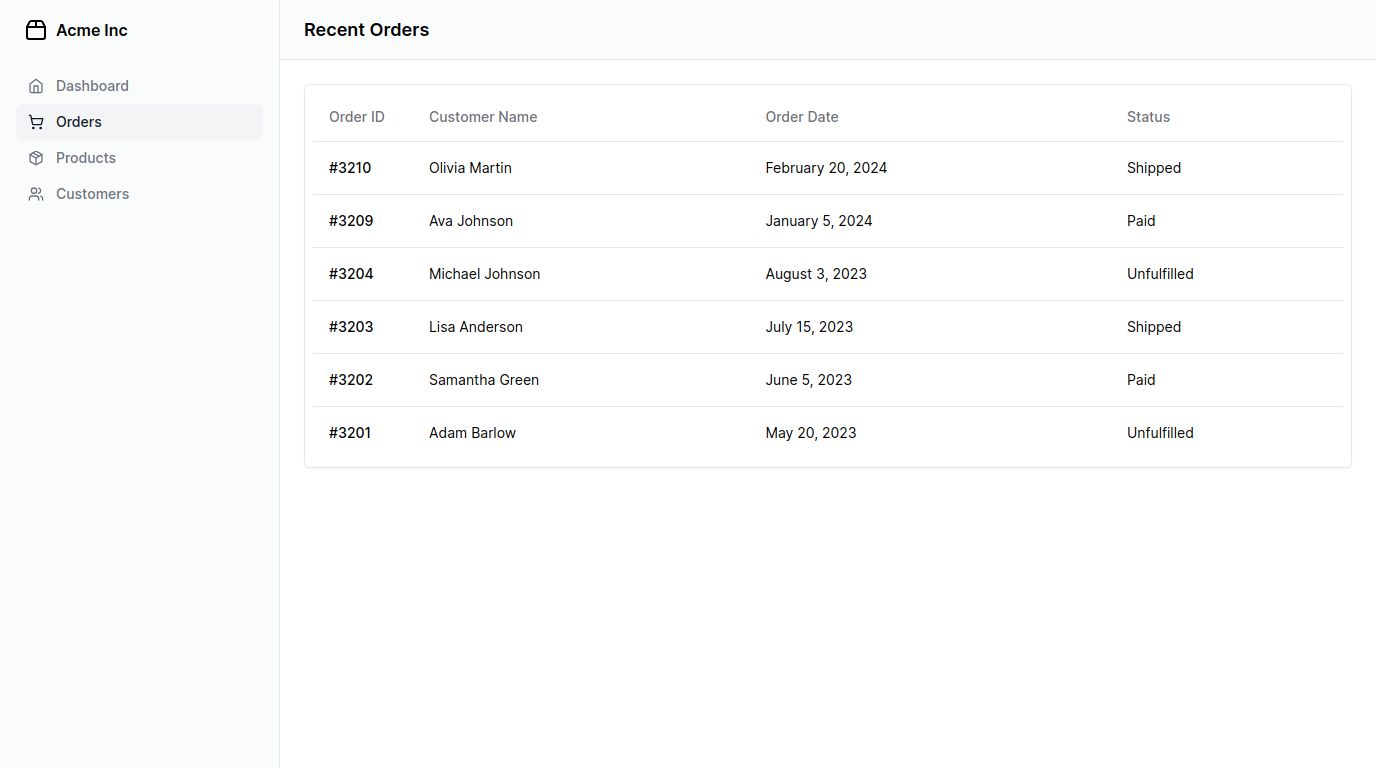 Acme Inc
Dashboard
Orders
Products
Customers
Recent Orders
Order ID Customer Name Order Date Status
#3210 Olivia Martin February 20, 2024 Shipped
#3209 Ava Johnson January 5, 2024 Paid
#3204 Michael Johnson August 3, 2023 Unfulfilled
#3203 Lisa Anderson July 15, 2023 Shipped
#3202 Samantha Green June 5, 2023 Paid
#3201 Adam Barlow May 20, 2023 Unfulfilled